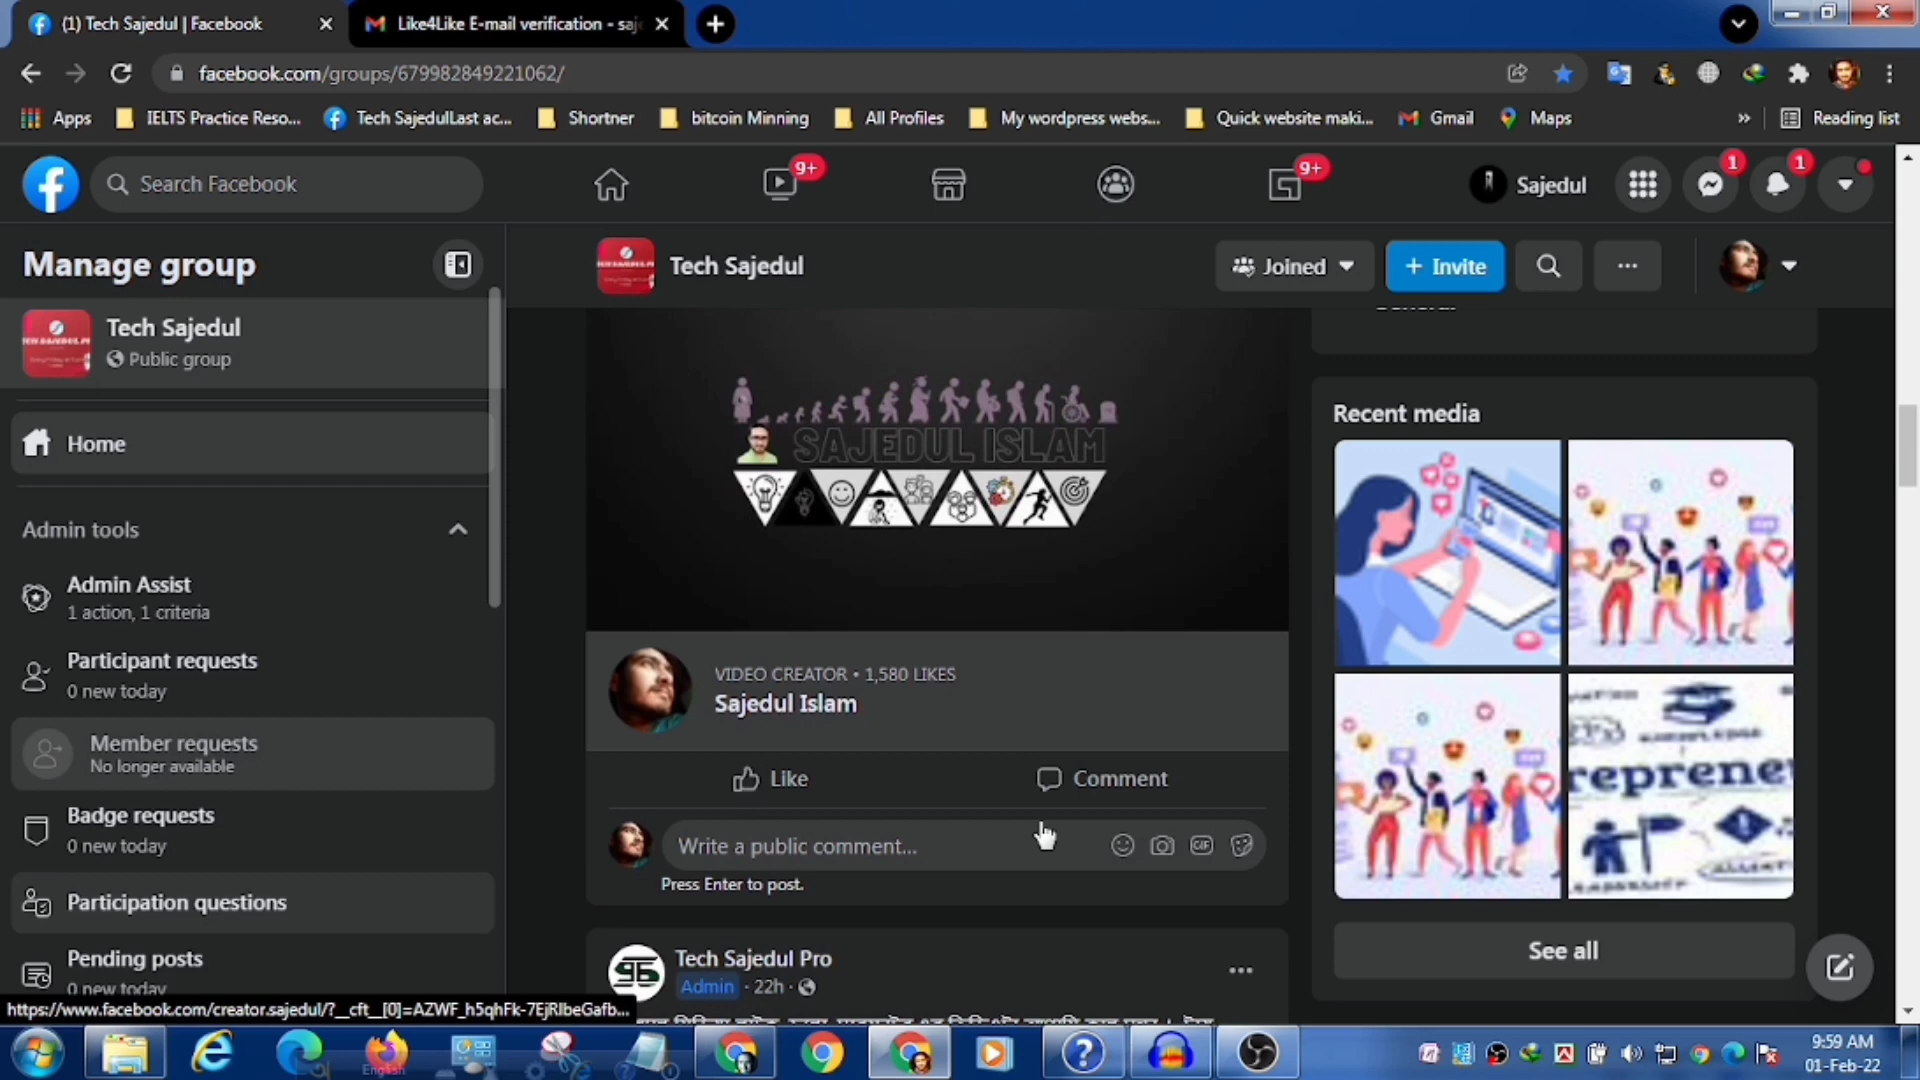 (1) Tech Sajedul | Facebook
Like4Like E-mail verification - saj
facebook.com/groups/679982849221062/
Apps
IELTS Practice Reso...
Tech SajedulLast ac...
Shortner
bitcoin Minning
All Profiles
My wordpress webs...
Quick website maki...
Gmail
Maps
»
Reading list
Search Facebook
9+
9+
Sajedul
1
1
Manage group
Tech Sajedul
Joined
+ Invite
Tech Sajedul
Public group
Home
Admin tools
Admin Assist
1 action, 1 criteria
Participant requests
0 new today
Member requests
No longer available
Badge requests
0 new today
Participation questions
Pending posts
0 new today
SAJEDUL ISLAM
VIDEO CREATOR • 1,580 LIKES
Sajedul Islam
Like
Comment
Write a public comment...
GIF
Press Enter to post.
Tech Sajedul Pro
Admin · 22h ·
Recent media
reprene
See all
https://www.facebook.com/creator.sajedul/?__cft__[0]=AZWF_h5qhFk-7EjRIbeGafb...
English
9:59 AM
01-Feb-22